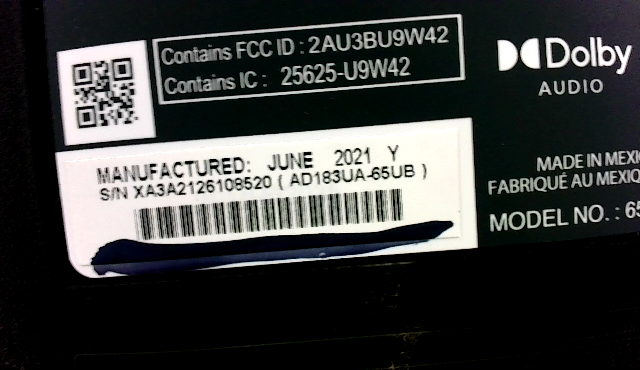 Contains FCC ID : 2AU3BU9W42
Contains IC : 25625-U9W42
Dolby
AUDIO
MANUFACTURED: JUNE 2021 Y
S/N XA3A2126108520 ( AD183UA-65UB )
MADE IN MEXI
FABRIQUÉ AU MEXIQ
MODEL NO. : 65